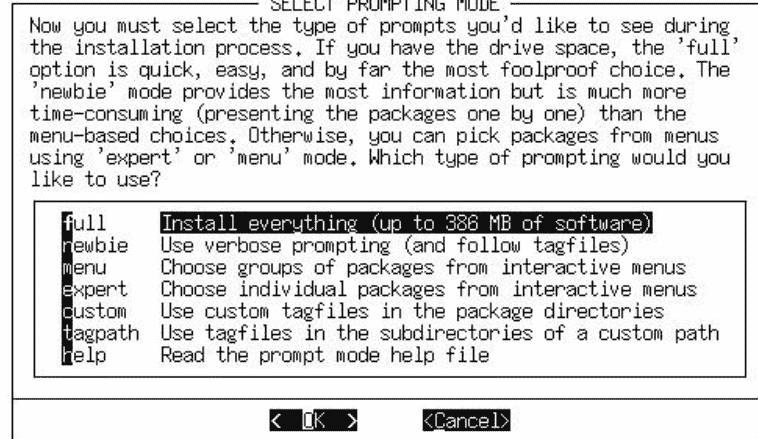 SELECT PROMPTING MODE
Now you must select the type of prompts you'd like to see during
the installation process. If you have the drive space, the 'full'
option is quick, easy, and by far the most foolproof choice. The
'newbie' mode provides the most information but is much more
time-consuming (presenting the packages one by one) than the
menu-based choices. Otherwise, you can pick packages from menus
using 'expert' or 'menu' mode. Which type of prompting would you
like to use?
full Install everything (up to 386 MB of software)
newbie Use verbose prompting (and follow tagfiles)
menu Choose groups of packages from interactive menus
expert Choose individual packages from interactive menus
custom Use custom tagfiles in the package directories
tagpath Use tagfiles in the subdirectories of a custom path
help Read the prompt mode help file
< OK > <Cancel>